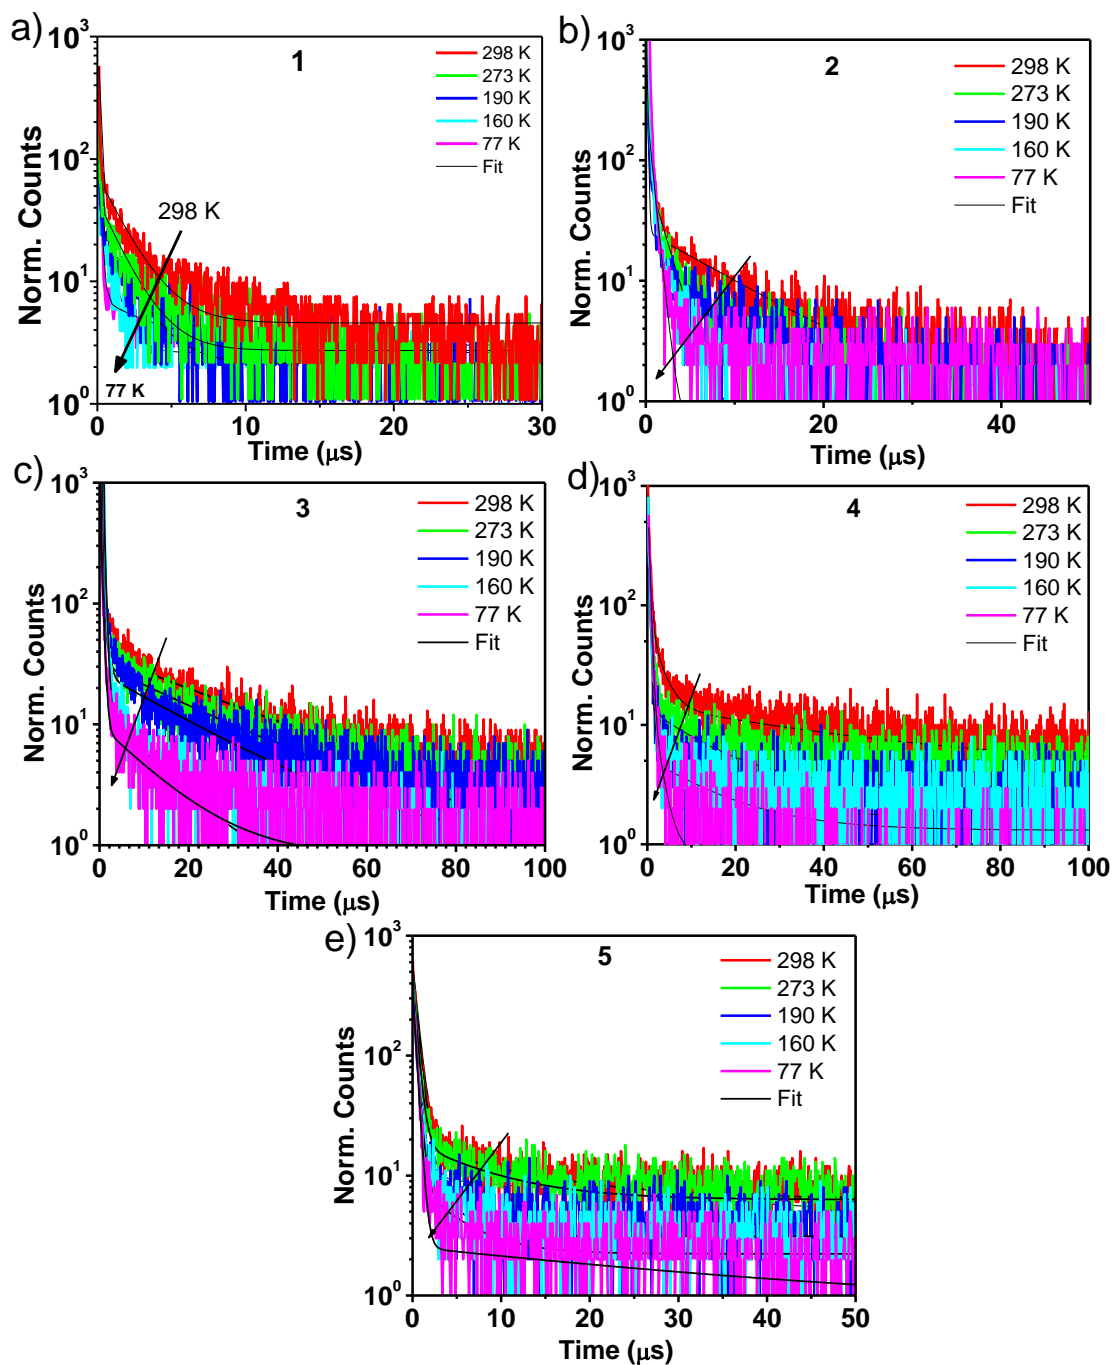 a)
1
Norm. Counts
10³
10²
10¹
10⁰
298 K
273 K
190 K
160 K
77 K
Fit
298 K
77 K
0 10 20 30
Time (μs)
b)
2
Norm. Counts
10³
10²
10¹
10⁰
298 K
273 K
190 K
160 K
77 K
Fit
0 20 40
Time (μs)
c)
3
Norm. Counts
10³
10²
10¹
10⁰
298 K
273 K
190 K
160 K
77 K
Fit
0 20 40 60 80 100
Time (μs)
d)
4
Norm. Counts
10³
10²
10¹
10⁰
298 K
273 K
190 K
160 K
77 K
Fit
0 20 40 60 80 100
Time (μs)
e)
5
Norm. Counts
10³
10²
10¹
10⁰
298 K
273 K
190 K
160 K
77 K
Fit
0 10 20 30 40 50
Time (μs)